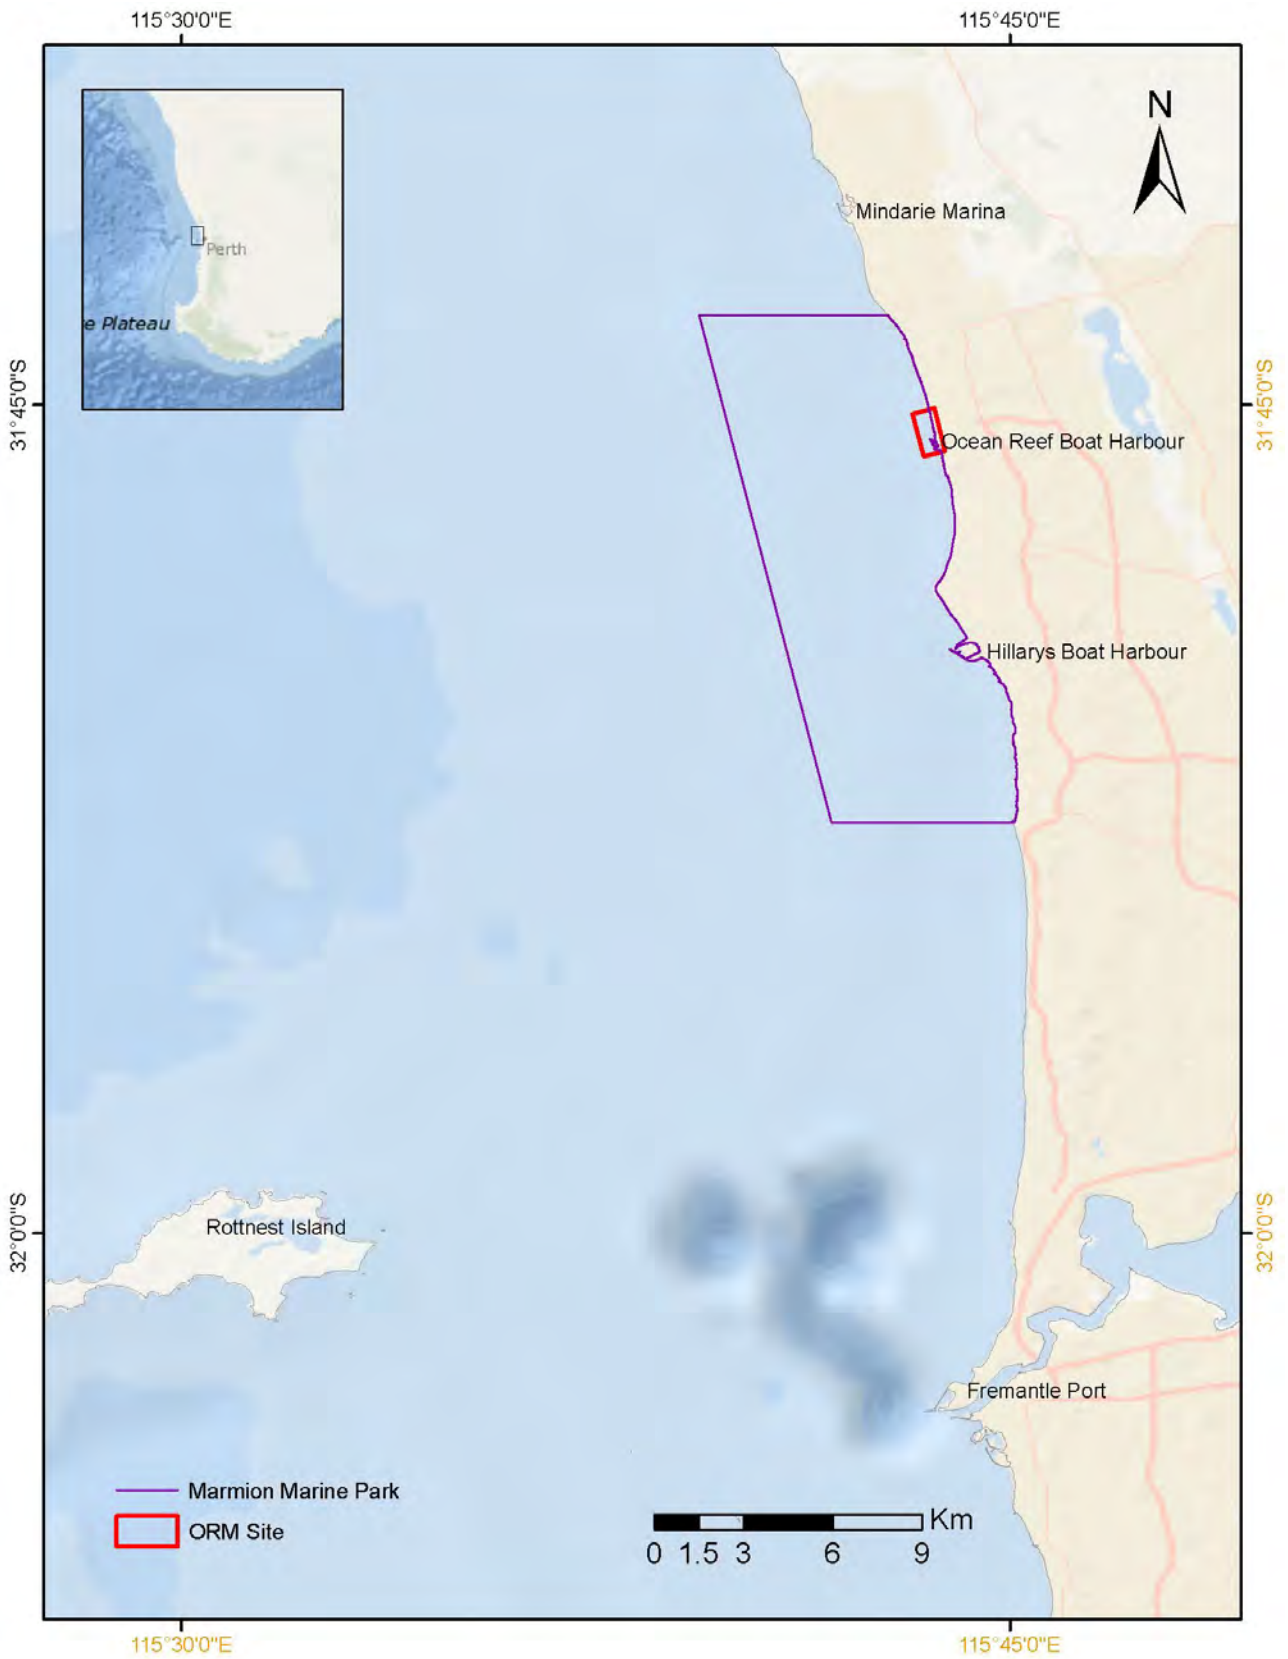 115°30'0"E
115°45'0"E
N
Mindarie Marina
Perth
e Plateau
31°45'0"S
31°45'0"S
Ocean Reef Boat Harbour
Hillarys Boat Harbour
Rottnest Island
32°0'0"S
32°0'0"S
Fremantle Port
Marmion Marine Park
ORM Site
Km
0 1.5 3 6 9
115°30'0"E
115°45'0"E